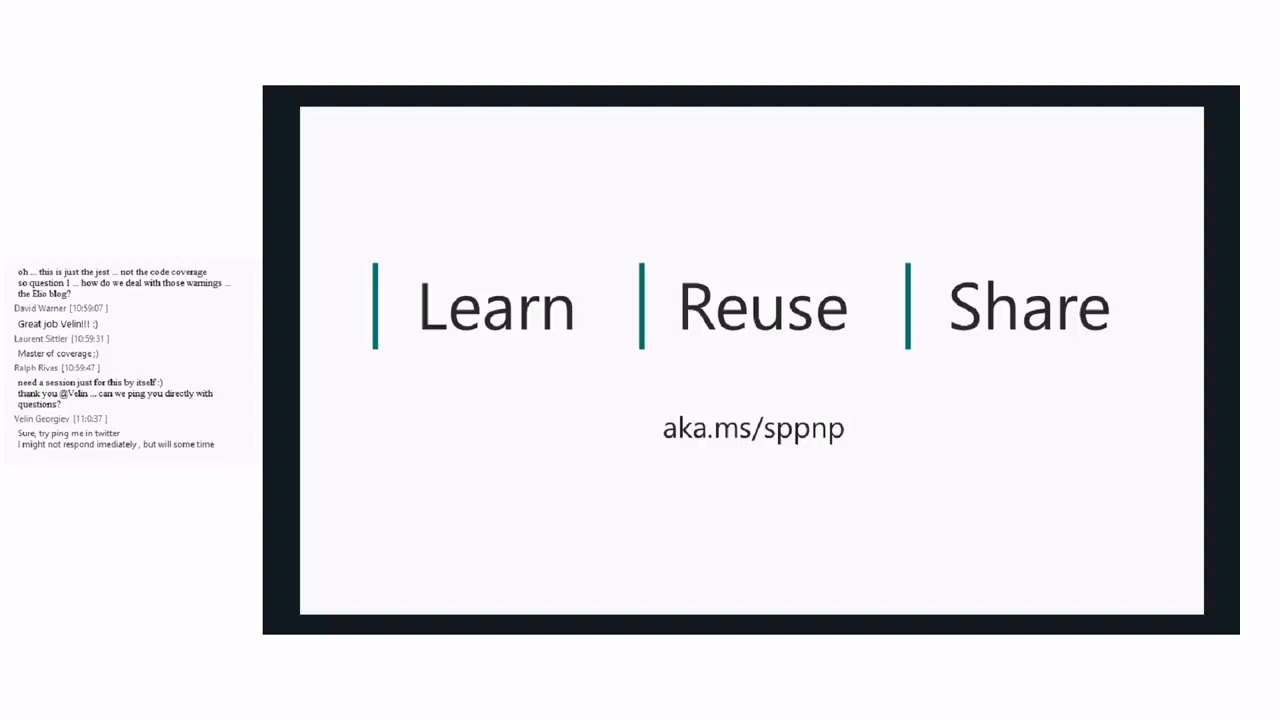 oh ... this is just the jest ... not the code coverage
so question 1 ... how do we deal with those warnings ...
the Elio blog?
David Warner [10:59:07 ]
Great job Velin!!! :)
Laurent Sittler [10:59:31 ]
Master of coverage ;)
Ralph Rivas [10:59:47 ]
need a session just for this by itself :)
thank you @Velin ... can we ping you directly with
questions?
Velin Georgiev [11:0:37 ]
Sure, try ping me in twitter
I might not respond imediately , but will some time
Learn
Reuse
Share
aka.ms/sppnp